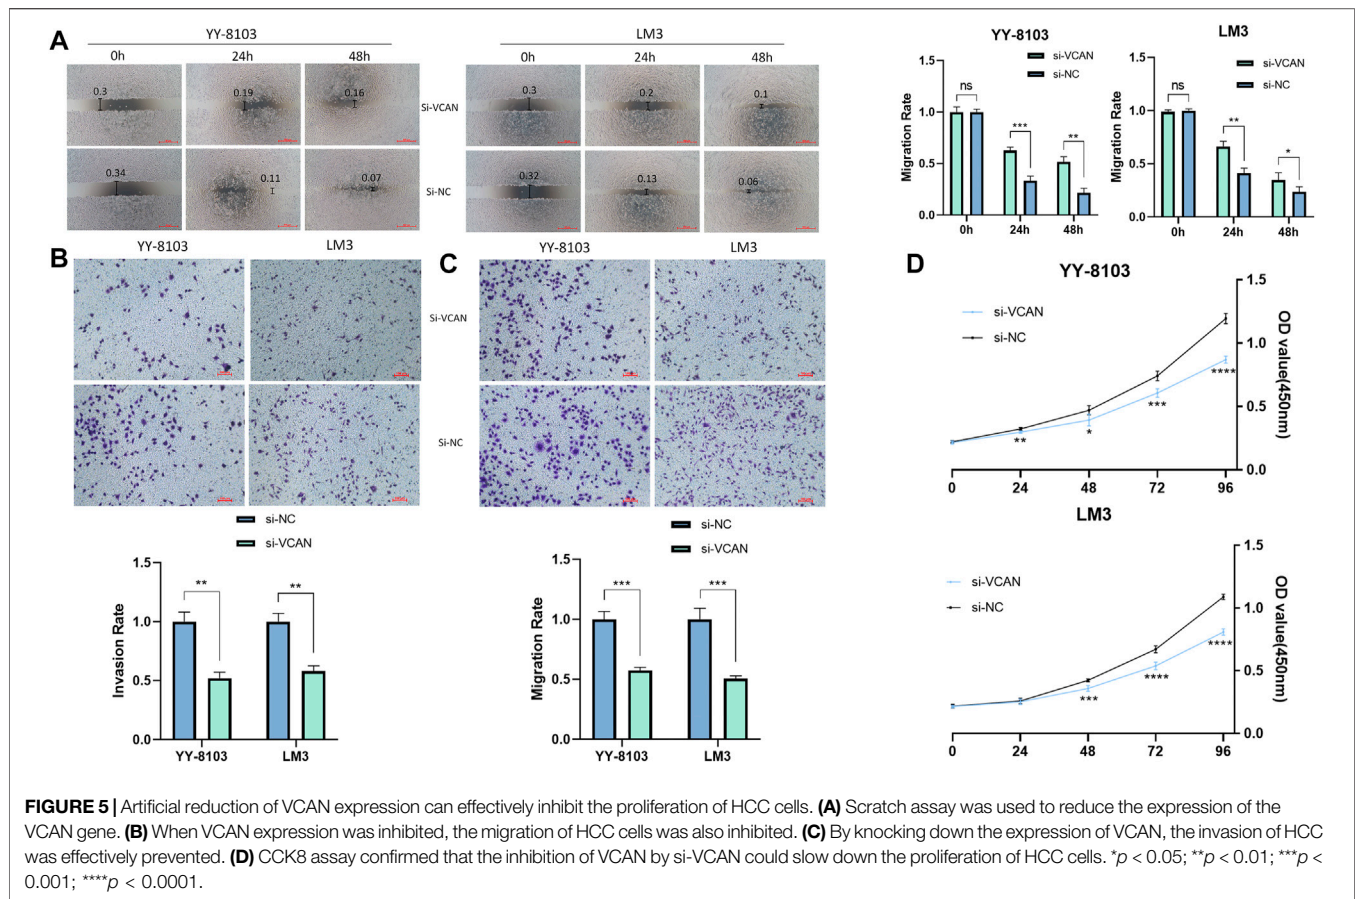 A
YY-8103
0h
24h
48h
LM3
0h
24h
48h
0.3
0.19
0.16
Si-VCAN
0.3
0.2
0.1
0.34
0.11
0.07
Si-NC
0.32
0.13
0.06
YY-8103
si-VCAN
si-NC
Migration Rate
1.5
1.0
0.5
0.0
ns
***
**
0h
24h
48h
LM3
si-VCAN
si-NC
Migration Rate
1.5
1.0
0.5
0.0
ns
**
*
0h
24h
48h
B
YY-8103
LM3
C
YY-8103
LM3
Si-VCAN
Si-NC
si-NC
si-VCAN
Invasion Rate
1.5
1.0
0.5
0.0
**
**
YY-8103
LM3
si-NC
si-VCAN
Migration Rate
1.5
1.0
0.5
0.0
***
***
YY-8103
LM3
D
YY-8103
si-VCAN
si-NC
1.5
1.0
0.5
0.0
OD value(450nm)
**
*
***
****
0
24
48
72
96
LM3
si-VCAN
si-NC
1.5
1.0
0.5
0.0
OD value(450nm)
***
****
****
0
24
48
72
96
FIGURE 5 | Artificial reduction of VCAN expression can effectively inhibit the proliferation of HCC cells. (A) Scratch assay was used to reduce the expression of the
VCAN gene. (B) When VCAN expression was inhibited, the migration of HCC cells was also inhibited. (C) By knocking down the expression of VCAN, the invasion of HCC
was effectively prevented. (D) CCK8 assay confirmed that the inhibition of VCAN by si-VCAN could slow down the proliferation of HCC cells. *p < 0.05; **p < 0.01; ***p <
0.001; ****p < 0.0001.